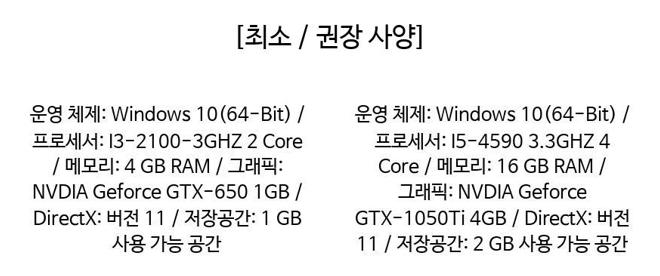 [최소 / 권장 사양]
운영 체제: Windows 10(64-Bit) /
프로세서: I3-2100-3GHZ 2 Core
/ 메모리: 4 GB RAM / 그래픽:
NVDIA Geforce GTX-650 1GB /
DirectX: 버전 11 / 저장공간: 1 GB
사용 가능 공간
운영 체제: Windows 10(64-Bit) /
프로세서: I5-4590 3.3GHZ 4
Core / 메모리: 16 GB RAM /
그래픽: NVDIA Geforce
GTX-1050Ti 4GB / DirectX: 버전
11 / 저장공간: 2 GB 사용 가능 공간